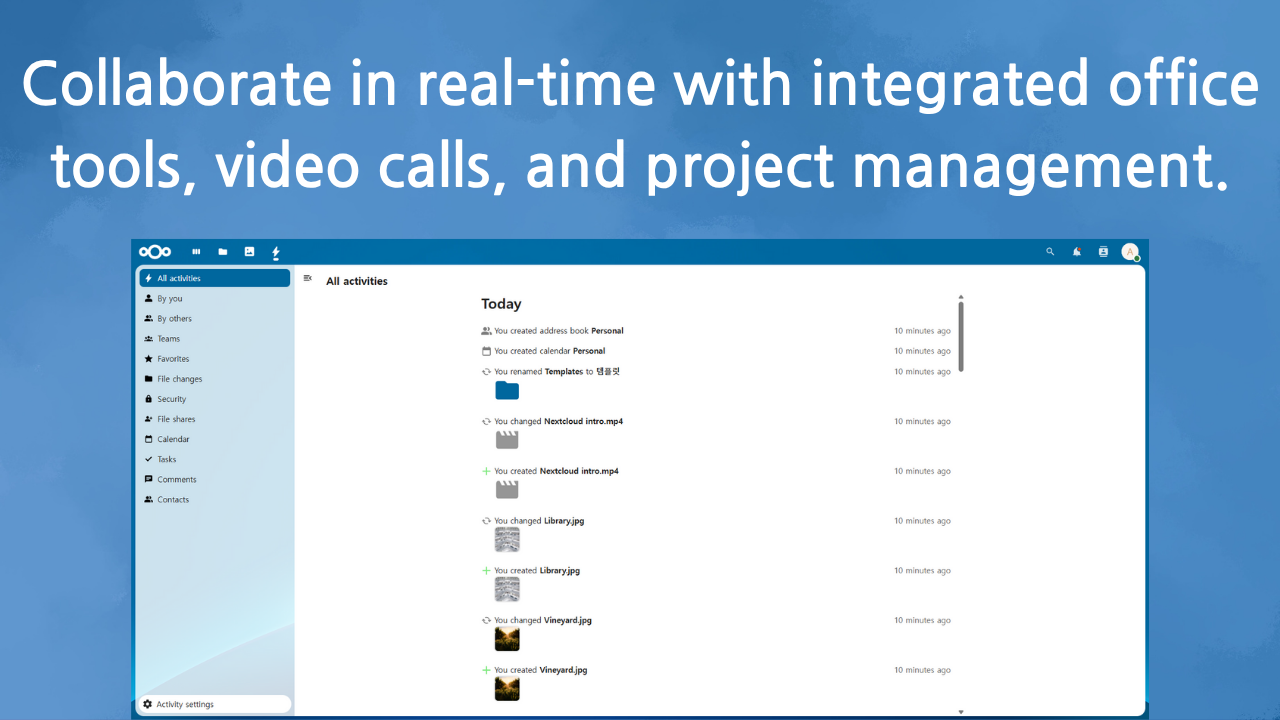 Collaborate in real-time with integrated office
tools, video calls, and project management.
A
All activities
By you
By others
Teams
Favorites
File changes
Security
File shares
Calendar
Tasks
Comments
Contacts
Activity settings
All activities
Today
You created address book Personal 10 minutes ago
You created calendar Personal 10 minutes ago
You renamed Templates to 템플릿 10 minutes ago
You changed Nextcloud intro.mp4 10 minutes ago
You created Nextcloud intro.mp4 10 minutes ago
You changed Library.jpg 10 minutes ago
You created Library.jpg 10 minutes ago
You changed Vineyard.jpg 10 minutes ago
You created Vineyard.jpg 10 minutes ago